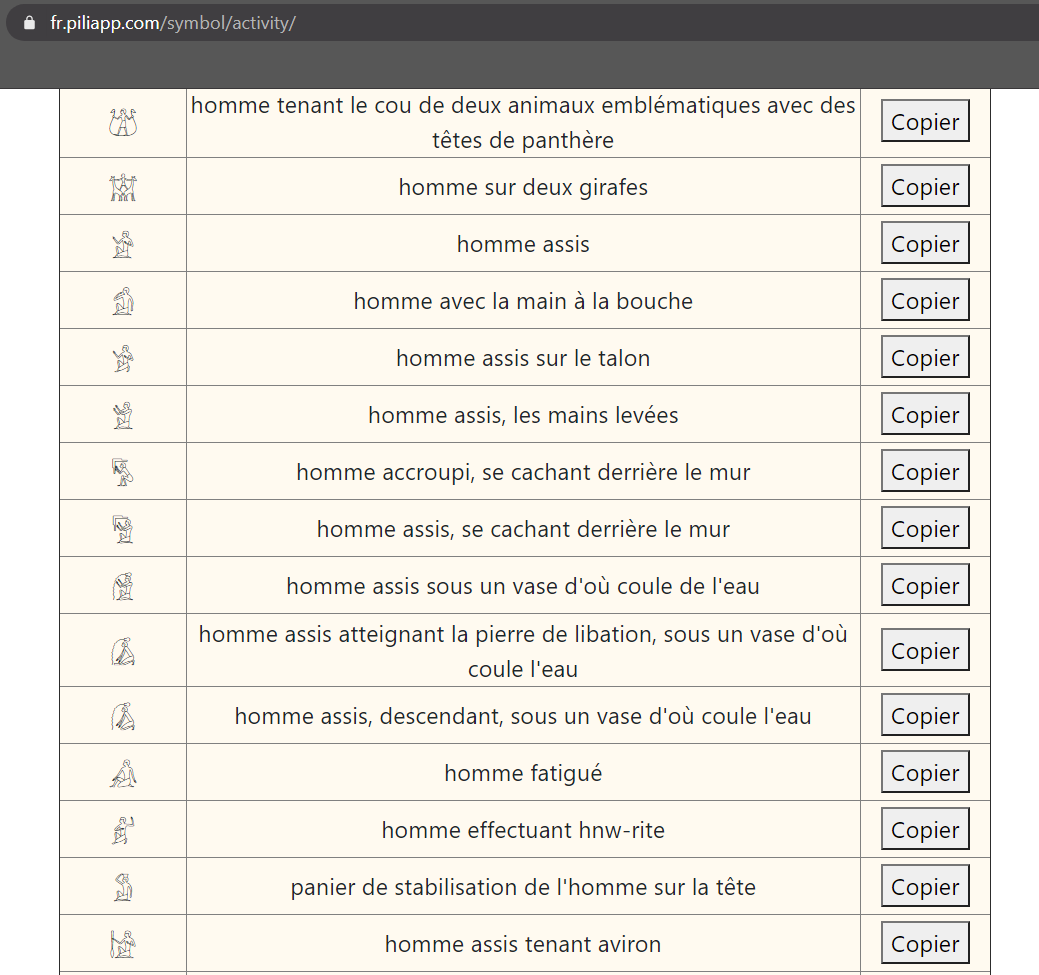 fr.piliapp.com/symbol/activity/
homme tenant le cou de deux animaux emblématiques avec des
têtes de panthère
Copier
homme sur deux girafes
Copier
homme assis
Copier
homme avec la main à la bouche
Copier
homme assis sur le talon
Copier
homme assis, les mains levées
Copier
homme accroupi, se cachant derrière le mur
Copier
homme assis, se cachant derrière le mur
Copier
homme assis sous un vase d'où coule de l'eau
Copier
homme assis atteignant la pierre de libation, sous un vase d'où
coule l'eau
Copier
homme assis, descendant, sous un vase d'où coule l'eau
Copier
homme fatigué
Copier
homme effectuant hnw-rite
Copier
panier de stabilisation de l'homme sur la tête
Copier
homme assis tenant aviron
Copier